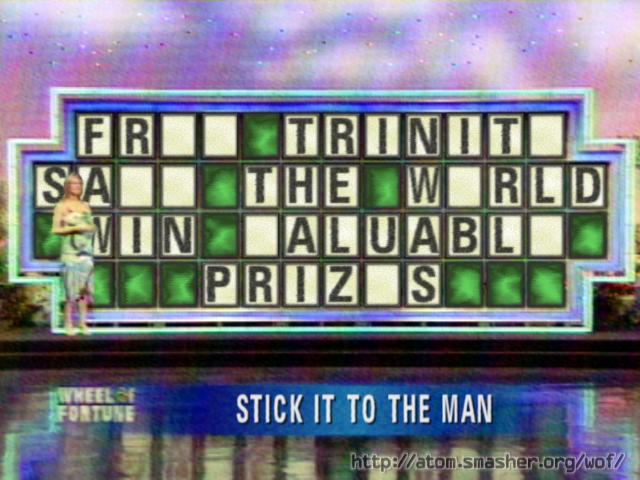 FR TRINIT
SA THE W RLD
WIN ALUABL
PRIZ S
WHEEL OF
FORTUNE
STICK IT TO THE MAN
http://atom.smasher.org/wof/